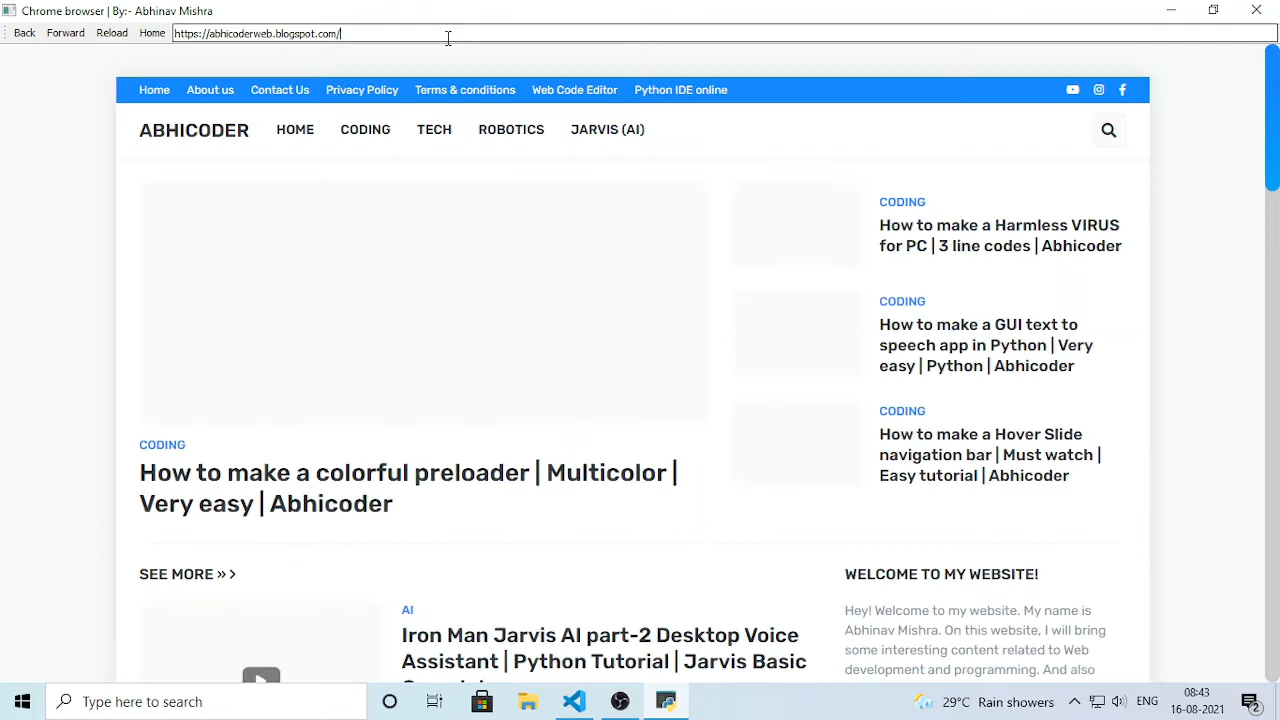 Chrome browser | By:- Abhinav Mishra
Back Forward Reload Home https://abhicoderweb.blogspot.com/
Home About us Contact Us Privacy Policy Terms & conditions Web Code Editor Python IDE online
ABHICODER HOME CODING TECH ROBOTICS JARVIS (AI)
CODING
How to make a Harmless VIRUS
for PC | 3 line codes | Abhicoder
CODING
How to make a GUI text to
speech app in Python | Very
easy | Python | Abhicoder
CODING
How to make a Hover Slide
navigation bar | Must watch |
Easy tutorial | Abhicoder
CODING
How to make a colorful preloader | Multicolor |
Very easy | Abhicoder
SEE MORE »
AI
Iron Man Jarvis AI part-2 Desktop Voice
Assistant | Python Tutorial | Jarvis Basic
WELCOME TO MY WEBSITE!
Hey! Welcome to my website. My name is
Abhinav Mishra. On this website, I will bring
some interesting content related to Web
development and programming. And also
Type here to search
29°C Rain showers
ENG
08:43
16-08-2021
2